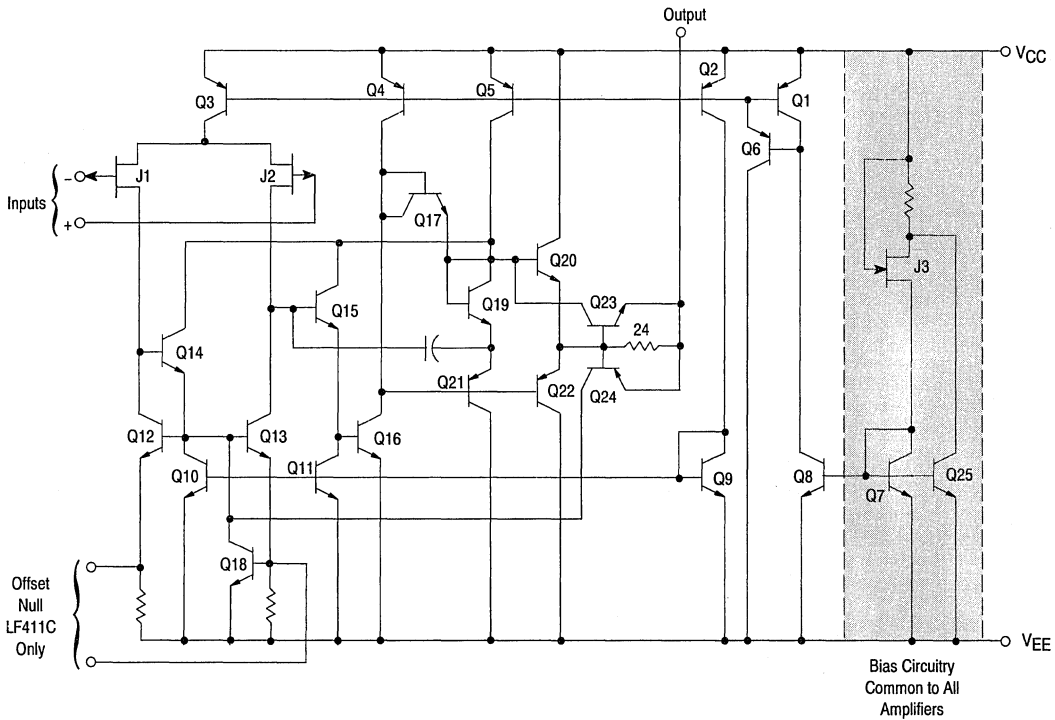 Output
VCC
Q2
Q3
Q4
Q5
Q1
Q6
Inputs
−
+
J1
J2
Q17
Q20
J3
Q15
Q19
Q23
24
Q14
Q21
Q22
Q24
Q12
Q13
Q16
Q10
Q11
Q9
Q8
Q7
Q25
Q18
Offset
Null
LF411C
Only
VEE
Bias Circuitry
Common to All
Amplifiers